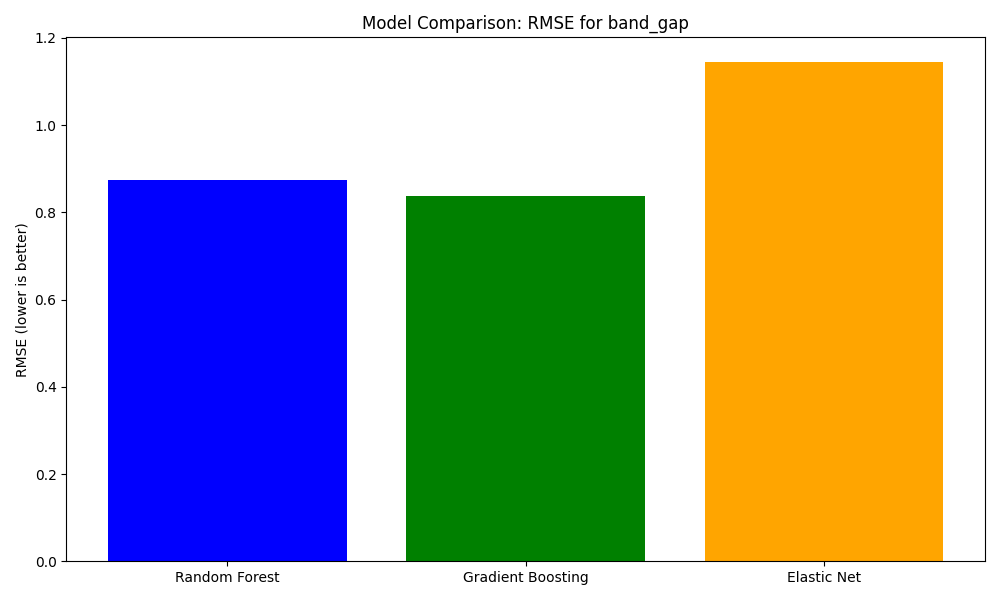 Model Comparison: RMSE for band_gap
RMSE (lower is better)
1.2
1.0
0.8
0.6
0.4
0.2
0.0
Random Forest
Gradient Boosting
Elastic Net